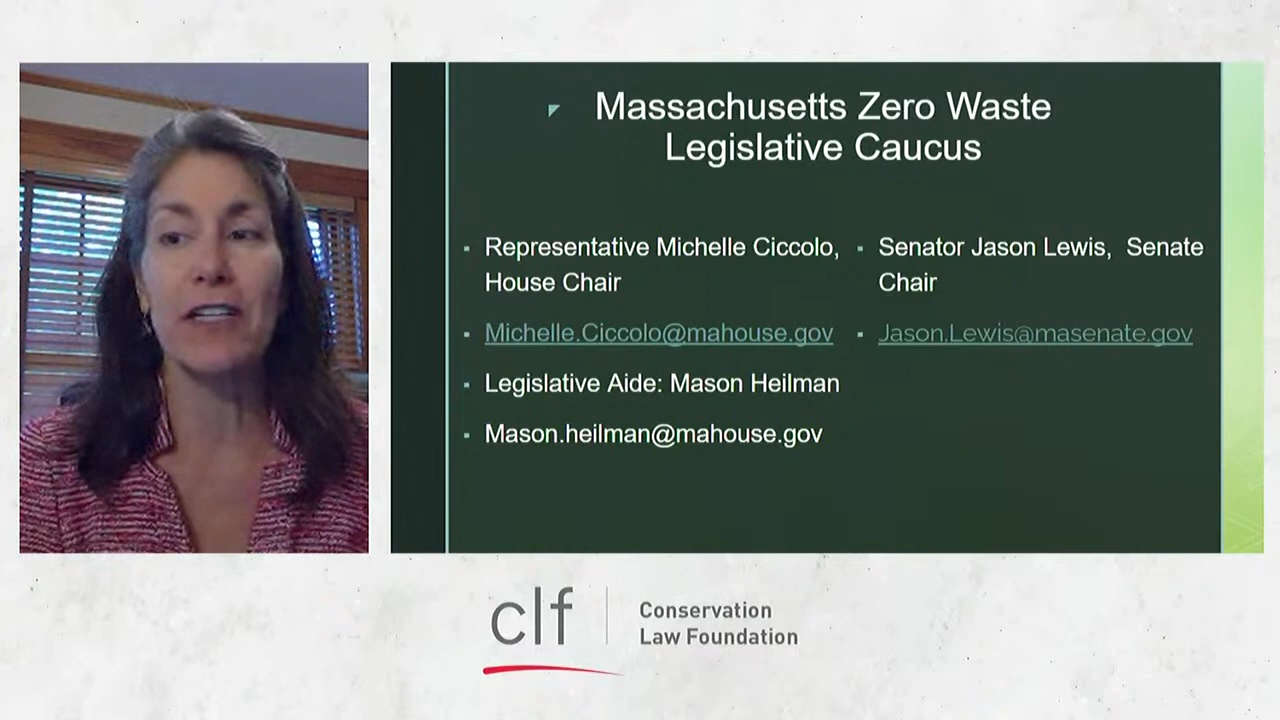 Massachusetts Zero Waste
Legislative Caucus
Representative Michelle Ciccolo,
House Chair
Michelle.Ciccolo@mahouse.gov
Legislative Aide: Mason Heilman
Mason.heilman@mahouse.gov
Senator Jason Lewis, Senate
Chair
Jason.Lewis@masenate.gov
clf
Conservation
Law Foundation